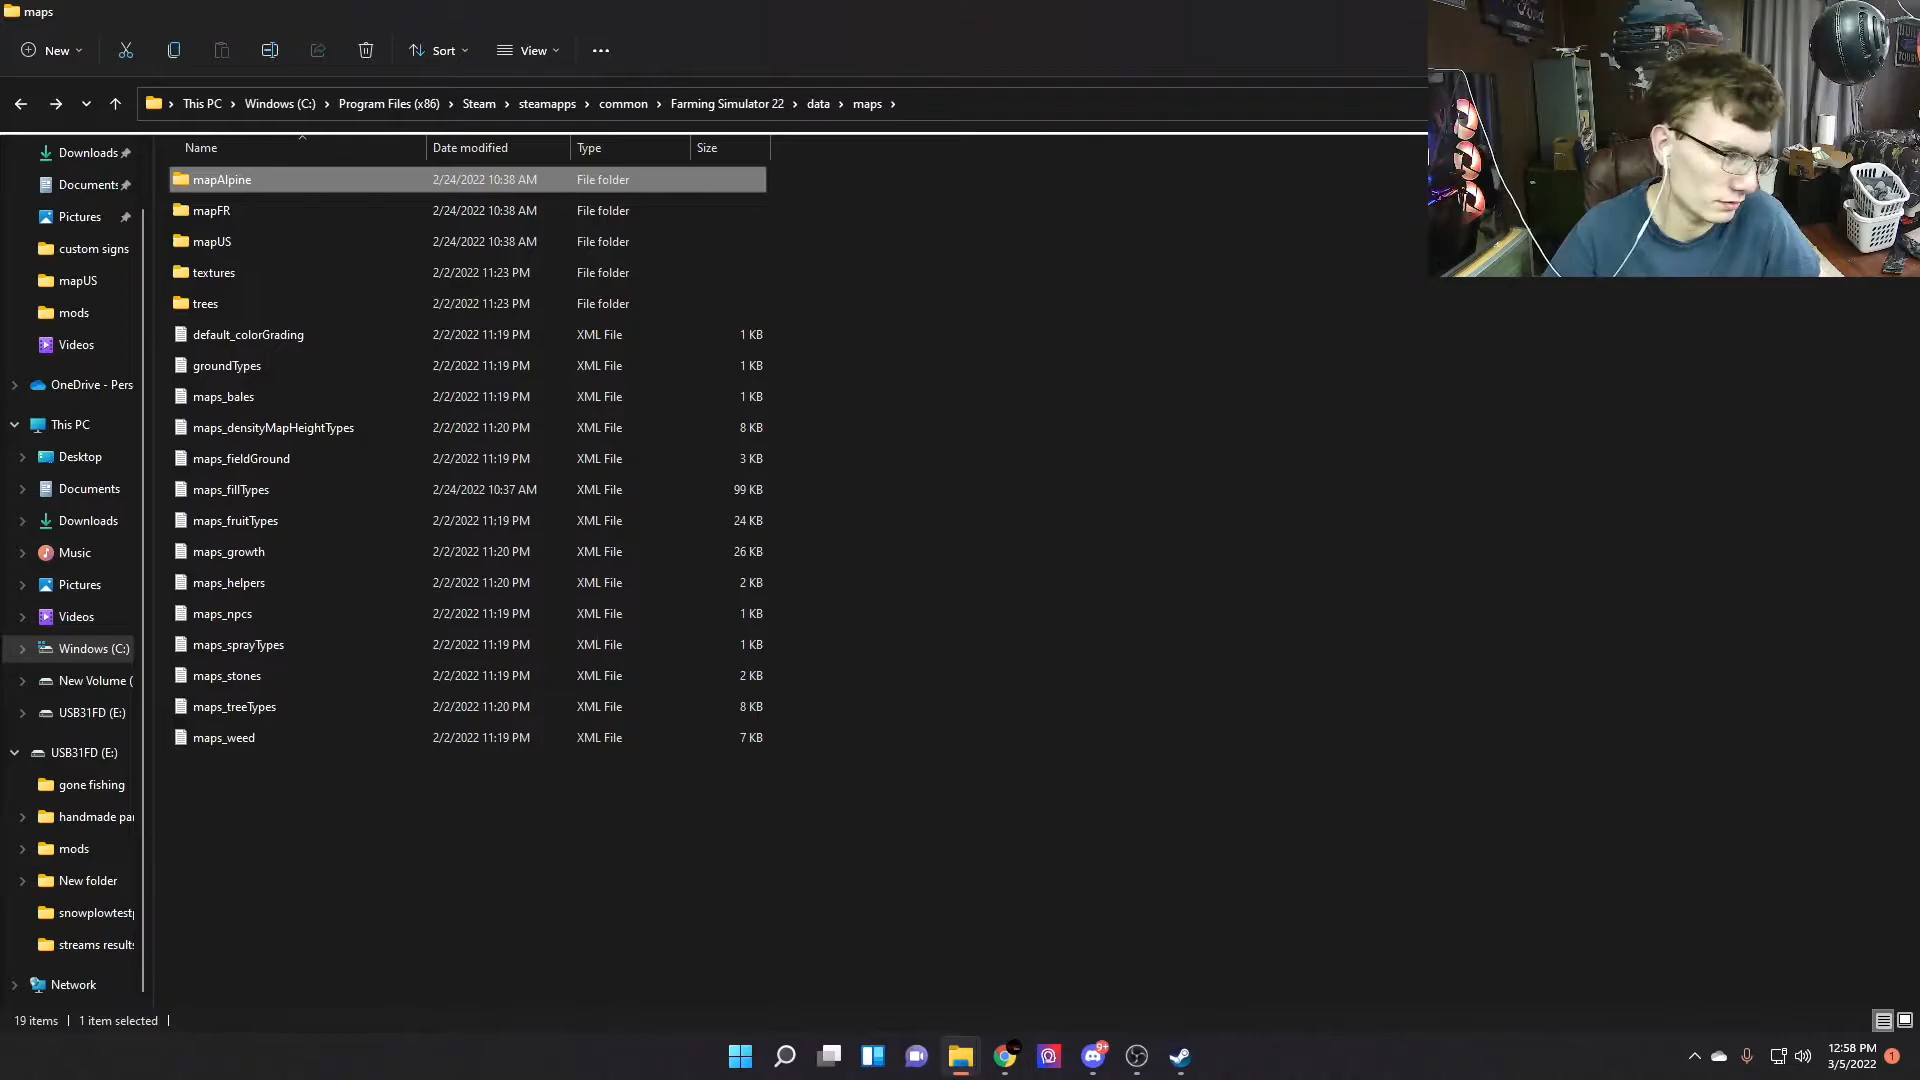 maps
New
Sort
View
This PC > Windows (C:) > Program Files (x86) > Steam > steamapps > common > Farming Simulator 22 > data > maps >
Name Date modified Type Size
Downloads
Documents
Pictures
custom signs
mapUS
mods
Videos
OneDrive - Pers
This PC
Desktop
Documents
Downloads
Music
Pictures
Videos
Windows (C:)
New Volume (
USB31FD (E:)
USB31FD (E:)
gone fishing
handmade pa
mods
New folder
snowplowtest
streams results
Network
mapAlpine 2/24/2022 10:38 AM File folder
mapFR 2/24/2022 10:38 AM File folder
mapUS 2/24/2022 10:38 AM File folder
textures 2/2/2022 11:23 PM File folder
trees 2/2/2022 11:23 PM File folder
default_colorGrading 2/2/2022 11:19 PM XML File 1 KB
groundTypes 2/2/2022 11:19 PM XML File 1 KB
maps_bales 2/2/2022 11:19 PM XML File 1 KB
maps_densityMapHeightTypes 2/2/2022 11:20 PM XML File 8 KB
maps_fieldGround 2/2/2022 11:19 PM XML File 3 KB
maps_fillTypes 2/24/2022 10:37 AM XML File 99 KB
maps_fruitTypes 2/2/2022 11:19 PM XML File 24 KB
maps_growth 2/2/2022 11:20 PM XML File 26 KB
maps_helpers 2/2/2022 11:20 PM XML File 2 KB
maps_npcs 2/2/2022 11:19 PM XML File 1 KB
maps_sprayTypes 2/2/2022 11:19 PM XML File 1 KB
maps_stones 2/2/2022 11:19 PM XML File 2 KB
maps_treeTypes 2/2/2022 11:20 PM XML File 8 KB
maps_weed 2/2/2022 11:19 PM XML File 7 KB
19 items | 1 item selected |
9+
12:58 PM
3/5/2022
1